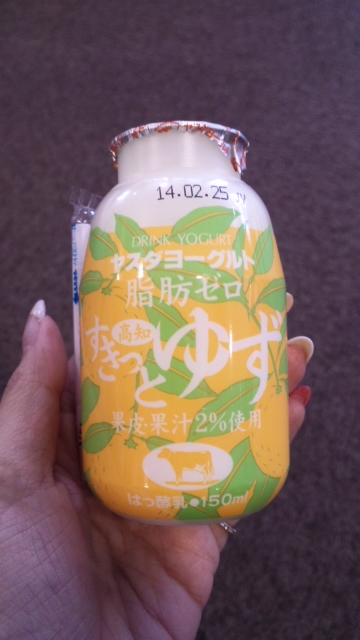 14.02.25
DRINK YOGURT
ヤスダヨーグルト
脂肪ゼロ
高知
すきっとゆず
果皮・果汁2%使用
はっ酵乳●150ml